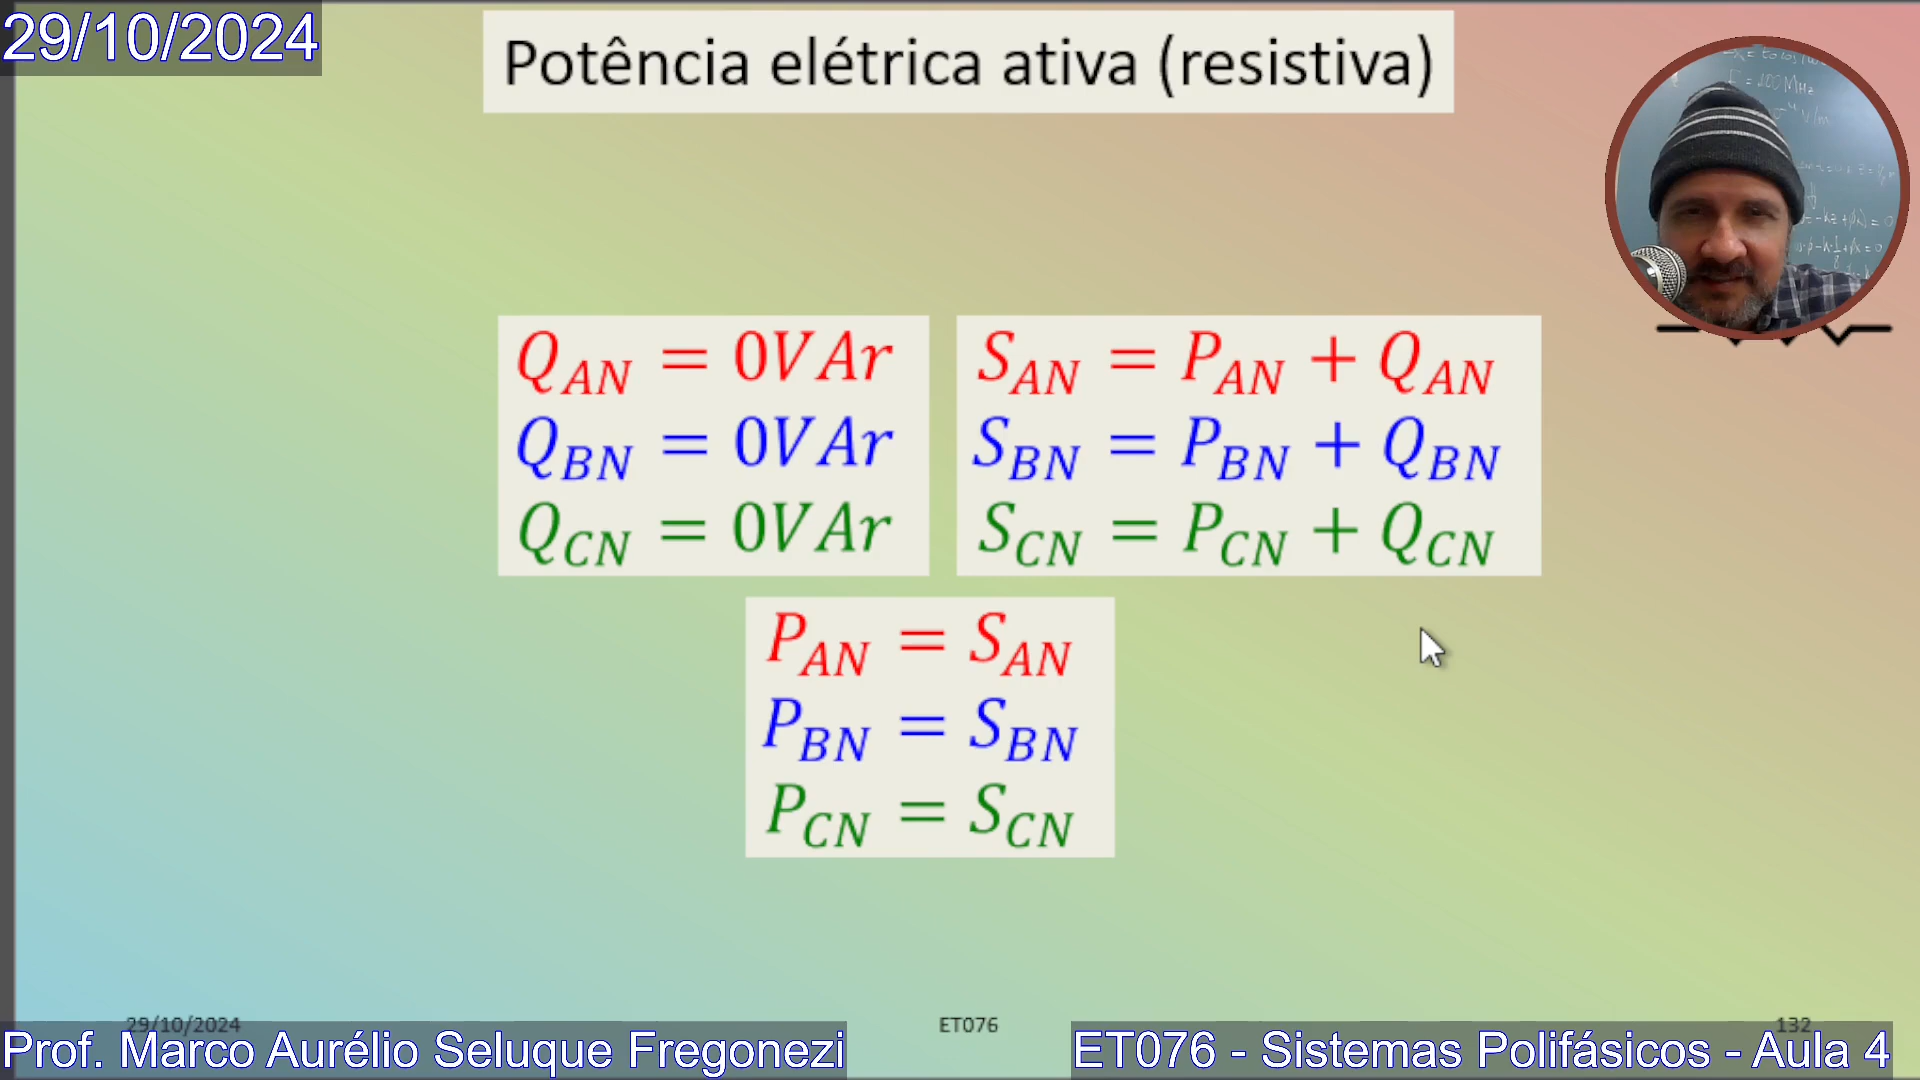 29/10/2024
Potência elétrica ativa (resistiva)
Q_AN = 0VAr
Q_BN = 0VAr
Q_CN = 0VAr
S_AN = P_AN + Q_AN
S_BN = P_BN + Q_BN
S_CN = P_CN + Q_CN
P_AN = S_AN
P_BN = S_BN
P_CN = S_CN
29/10/2024
ET076
132
Prof. Marco Aurélio Seluque Fregonezi
ET076 - Sistemas Polifásicos - Aula 4